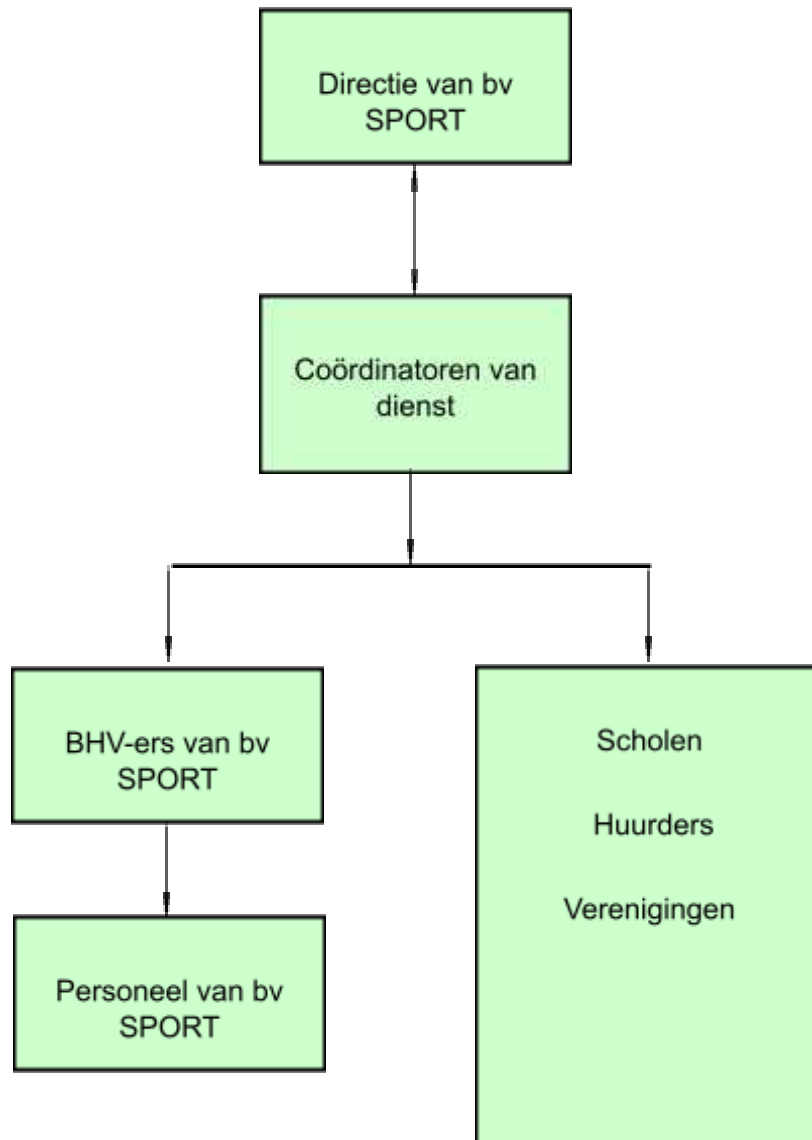 Directie van bv
SPORT
Coördinatoren van
dienst
BHV-ers van bv
SPORT
Personeel van bv
SPORT
Scholen
Huurders
Verenigingen